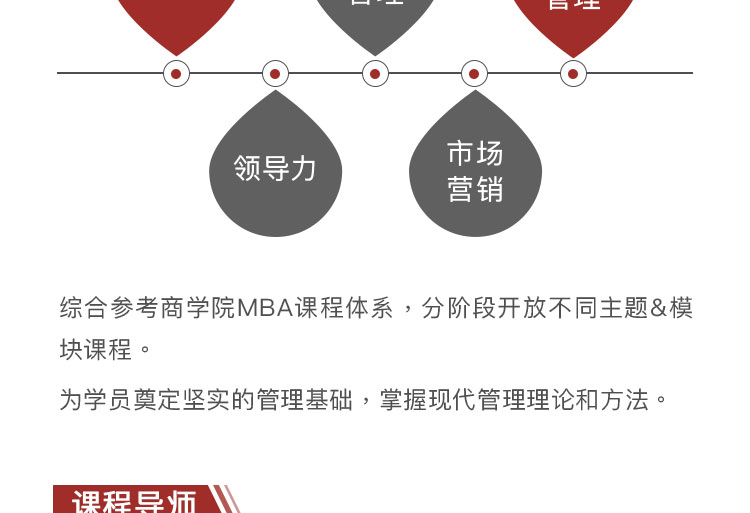 管理
管理
领导力
市场
营销
综合参考商学院MBA课程体系，分阶段开放不同主题&模
块课程。
为学员奠定坚实的管理基础，掌握现代管理理论和方法。
课程导师